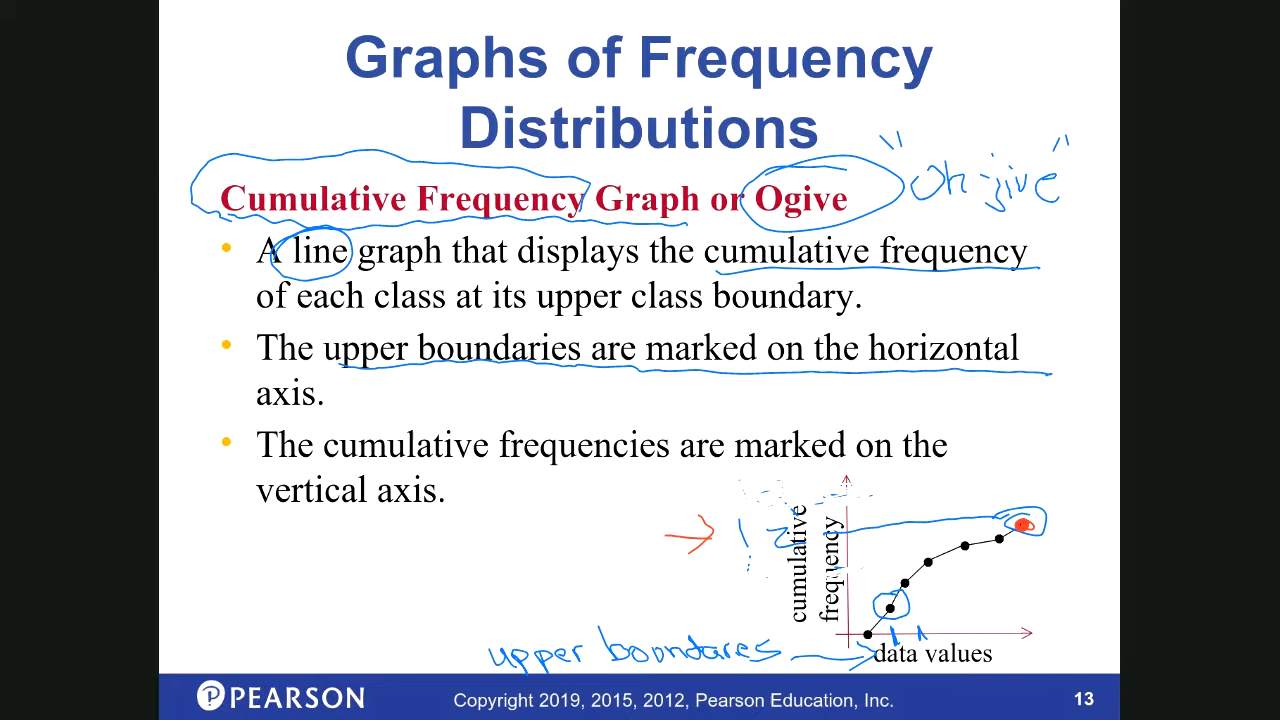 Graphs of Frequency
Distributions
Cumulative Frequency Graph or Ogive
"Oh-jive"
• A line graph that displays the cumulative frequency
of each class at its upper class boundary.
• The upper boundaries are marked on the horizontal
axis.
• The cumulative frequencies are marked on the
vertical axis.
cumulative
frequency
12
upper boundares
data values
PEARSON
Copyright 2019, 2015, 2012, Pearson Education, Inc.
13